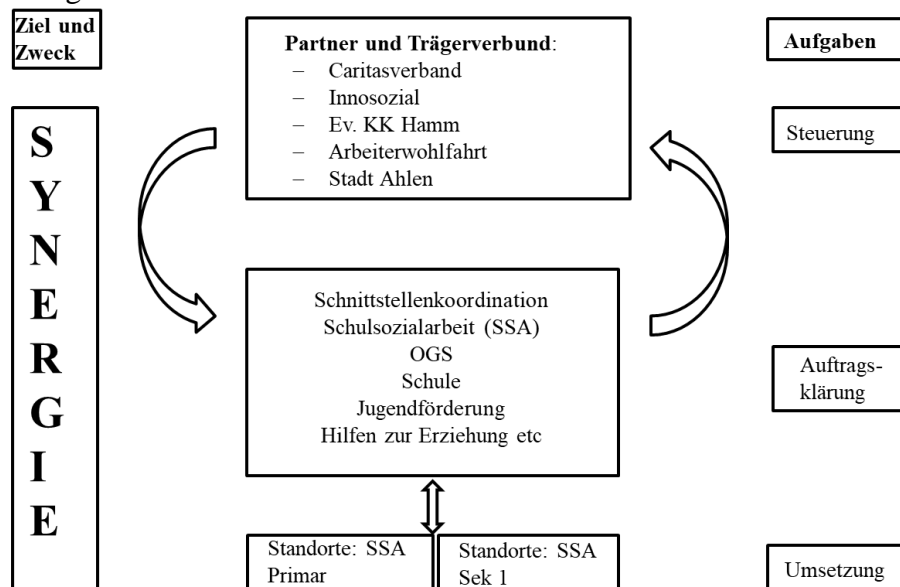 Ziel und
Zweck
Partner und Trägerverbund:
– Caritasverband
– Innosozial
– Ev. KK Hamm
– Arbeiterwohlfahrt
– Stadt Ahlen
Aufgaben
S
Y
N
E
R
G
I
E
Steuerung
Schnittstellenkoordination
Schulsozialarbeit (SSA)
OGS
Schule
Jugendförderung
Hilfen zur Erziehung etc
Auftrags-
klärung
Standorte: SSA
Primar
Standorte: SSA
Sek 1
Umsetzung